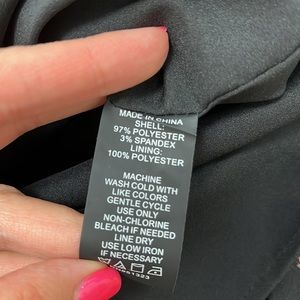 MADE IN CHINA
SHELL:
97% POLYESTER
3% SPANDEX
LINING:
100% POLYESTER
MACHINE
WASH COLD WITH
LIKE COLORS
GENTLE CYCLE
USE ONLY
NON-CHLORINE
BLEACH IF NEEDED
LINE DRY
USE LOW IRON
IF NECESSARY